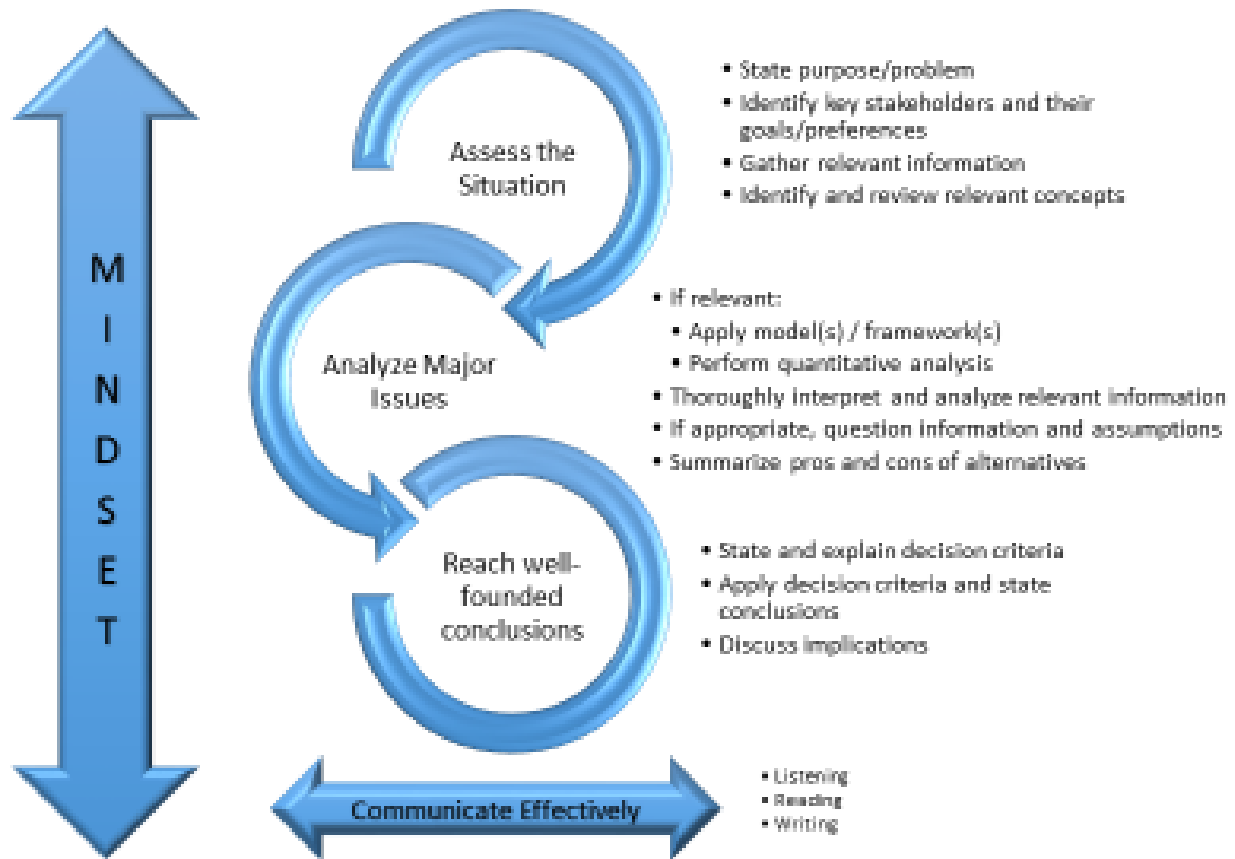 M
I
N
D
S
E
T
Assess the
Situation
• State purpose/problem
• Identify key stakeholders and their
goals/preferences
• Gather relevant information
• Identify and review relevant concepts
Analyze Major
Issues
• If relevant:
• Apply model(s) / framework(s)
• Perform quantitative analysis
• Thoroughly interpret and analyze relevant information
• If appropriate, question information and assumptions
• Summarize pros and cons of alternatives
Reach well-
founded
conclusions
• State and explain decision criteria
• Apply decision criteria and state
conclusions
• Discuss implications
Communicate Effectively
• Listening
• Reading
• Writing